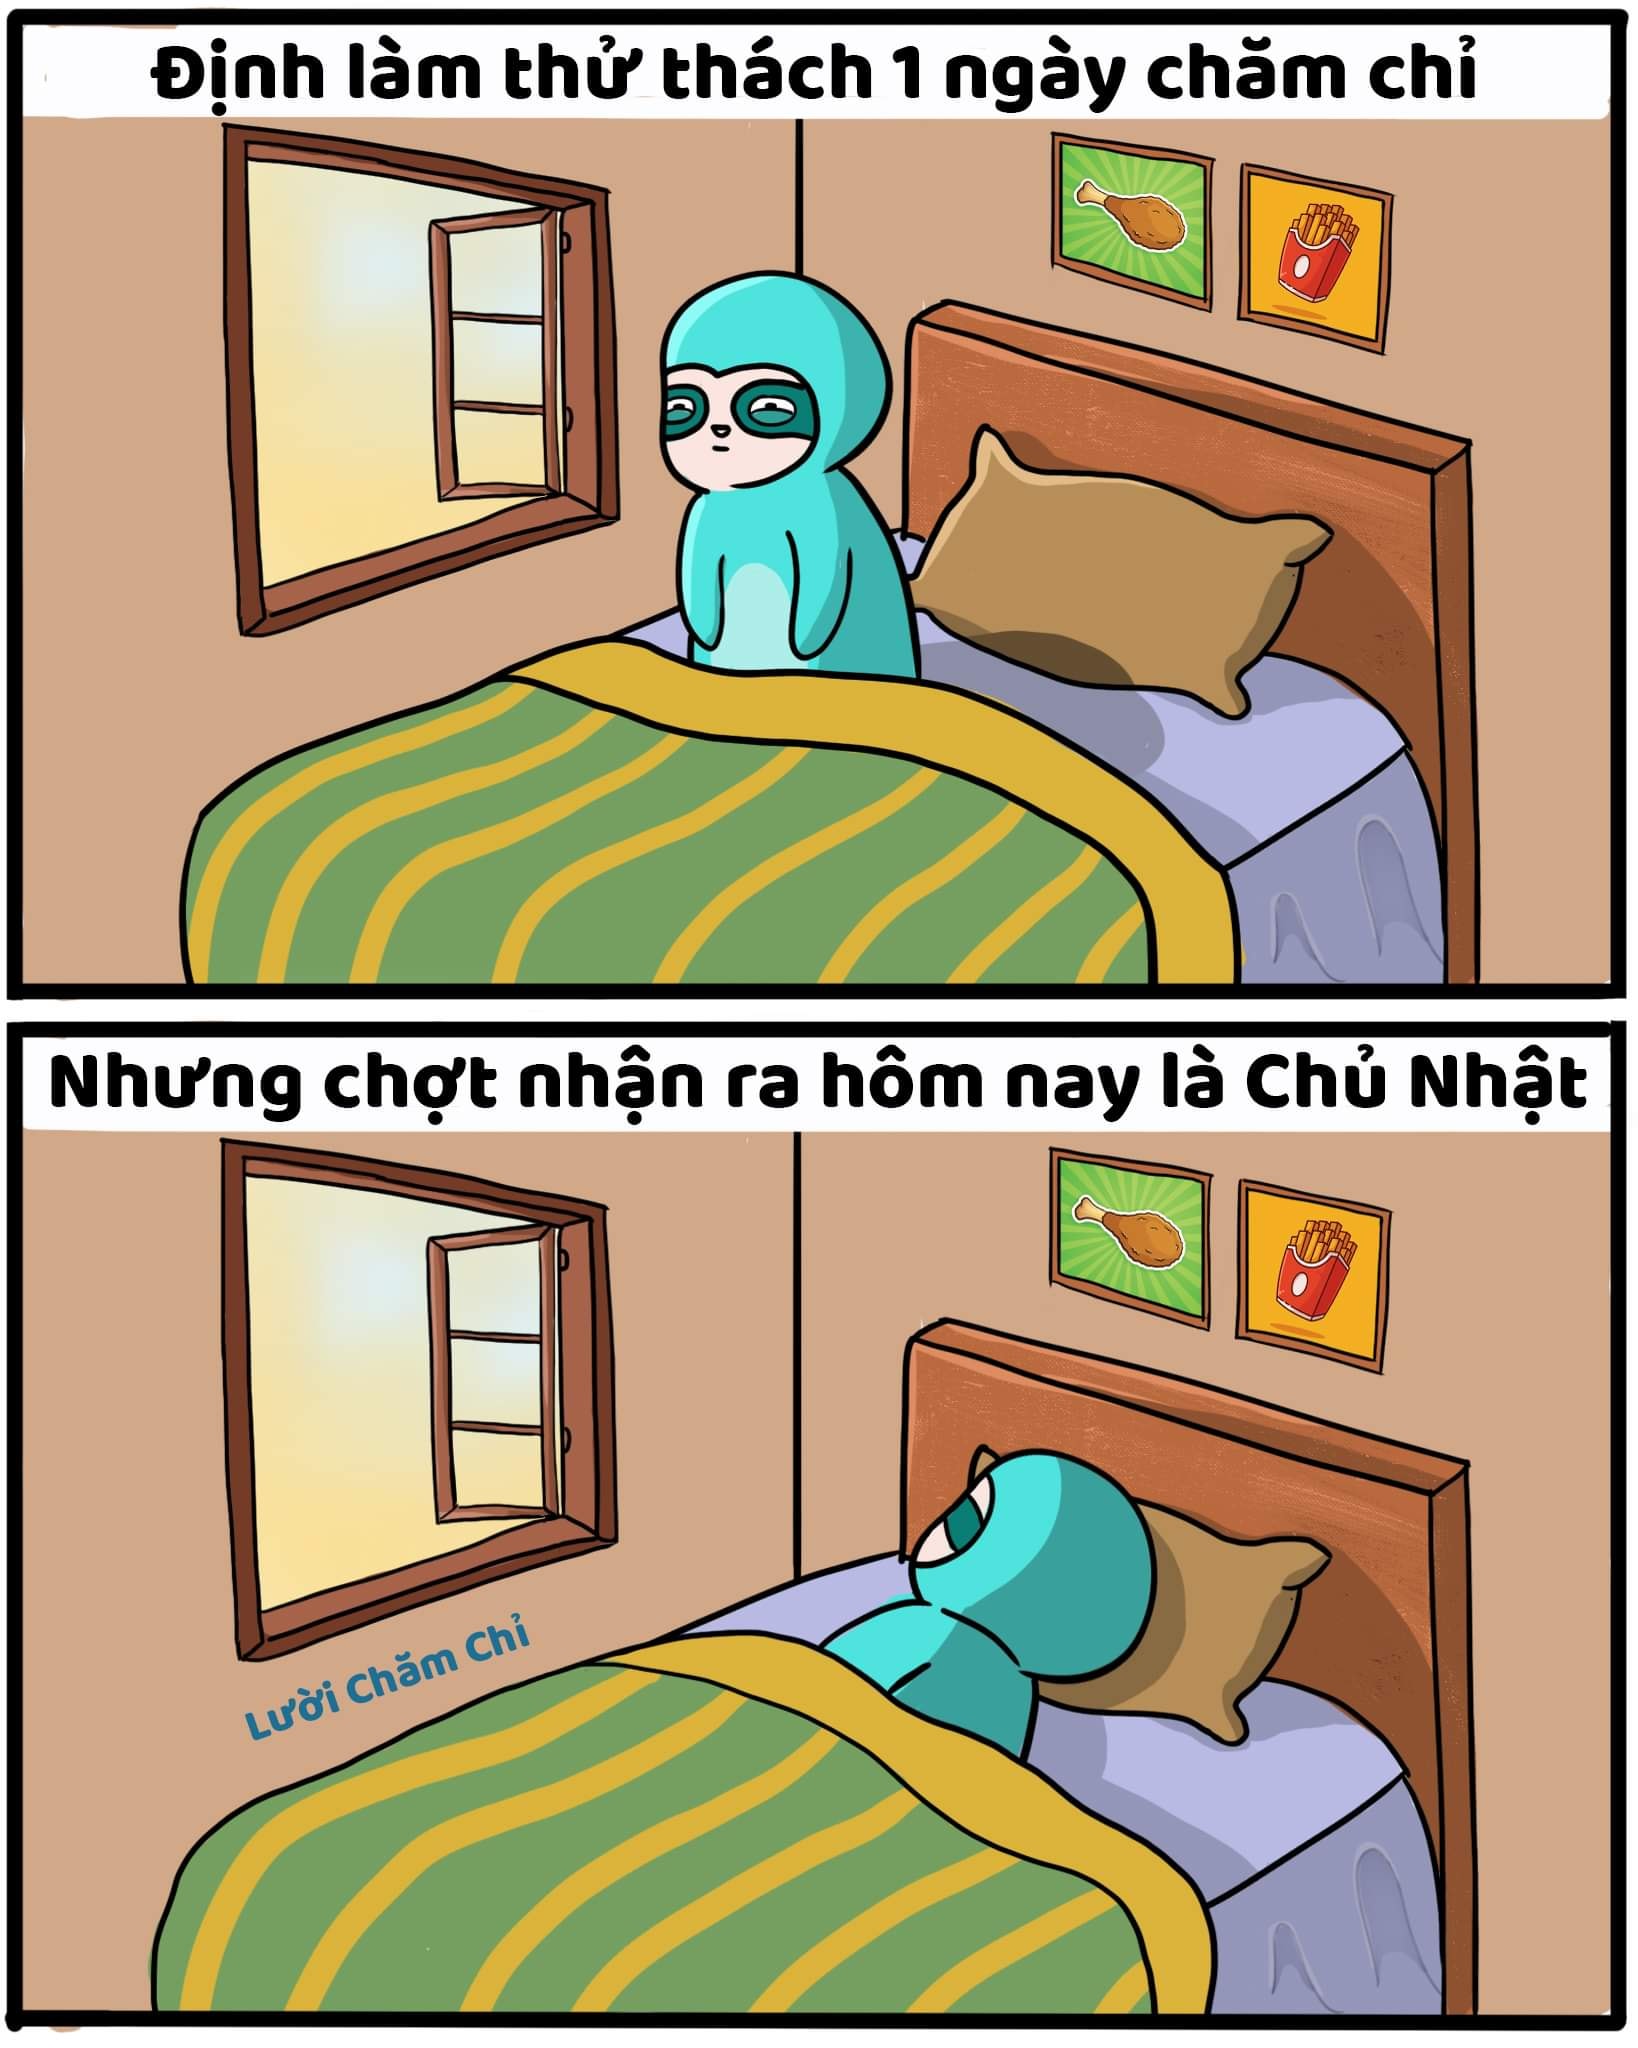 Định làm thử thách 1 ngày chăm chỉ
Nhưng chợt nhận ra hôm nay là Chủ Nhật
Lười Chăm Chỉ